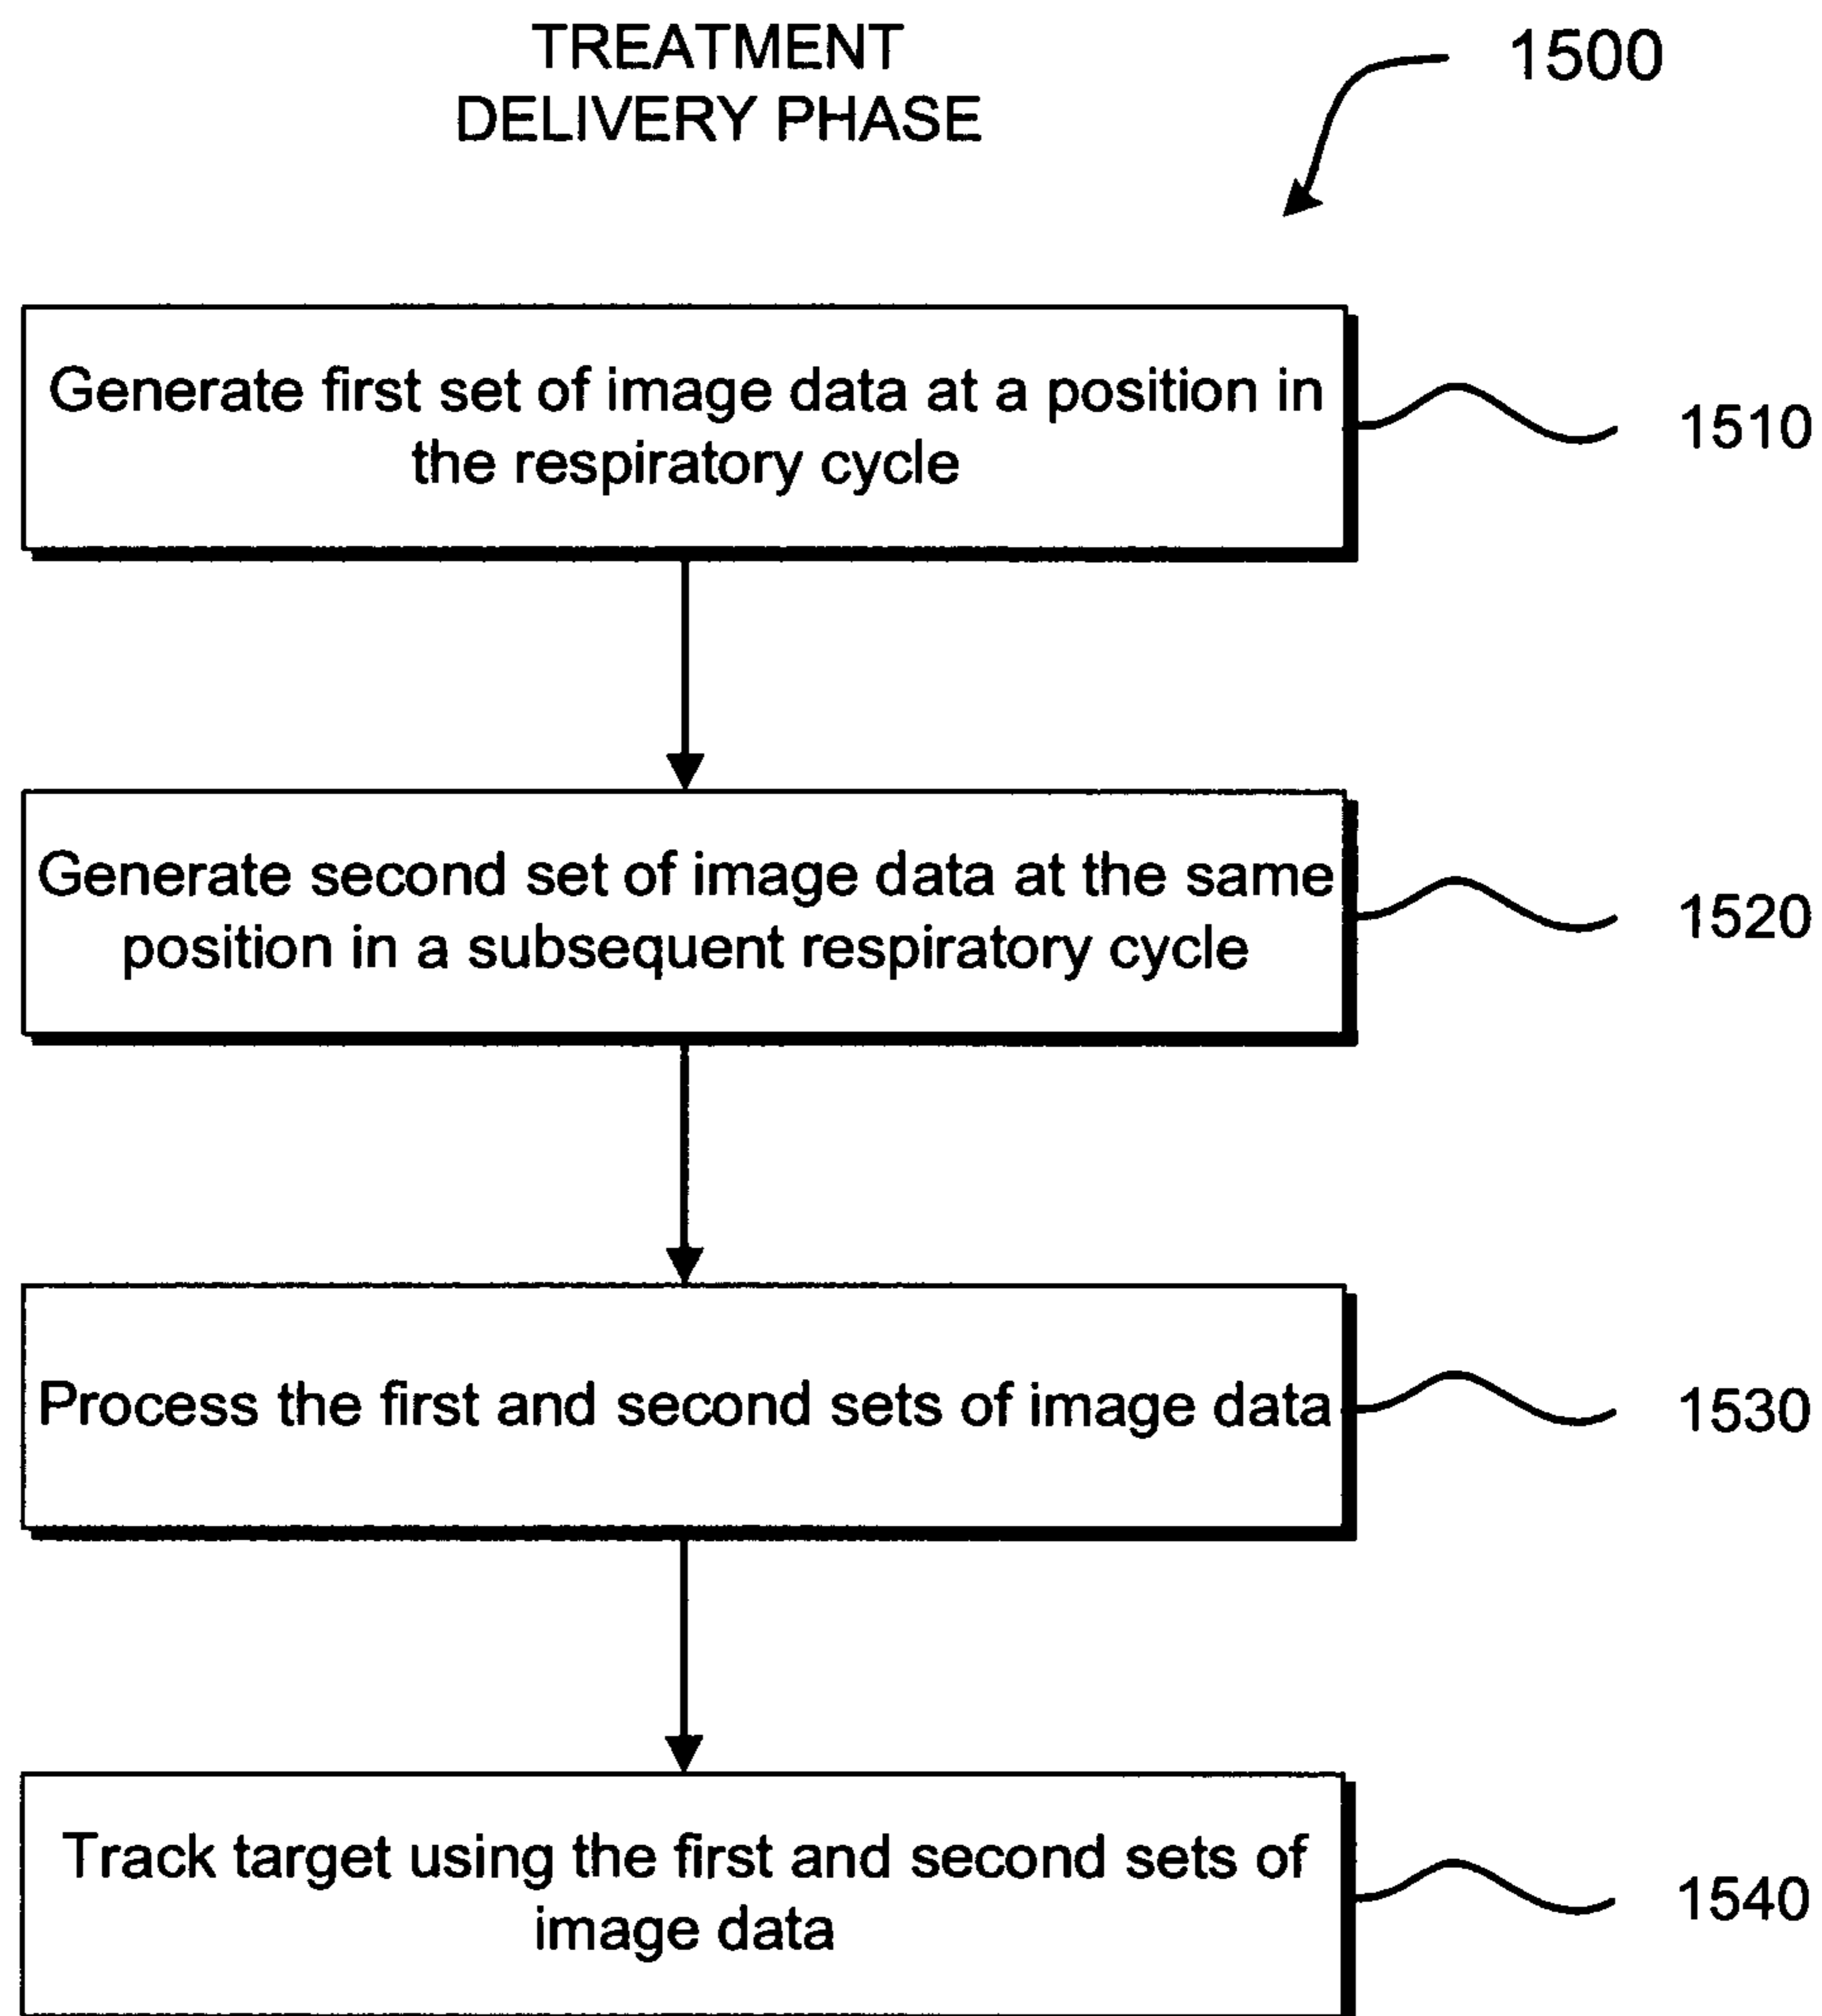 TREATMENT
DELIVERY PHASE
1500
Generate first set of image data at a position in
the respiratory cycle
1510
Generate second set of image data at the same
position in a subsequent respiratory cycle
1520
Process the first and second sets of image data
1530
Track target using the first and second sets of
image data
1540